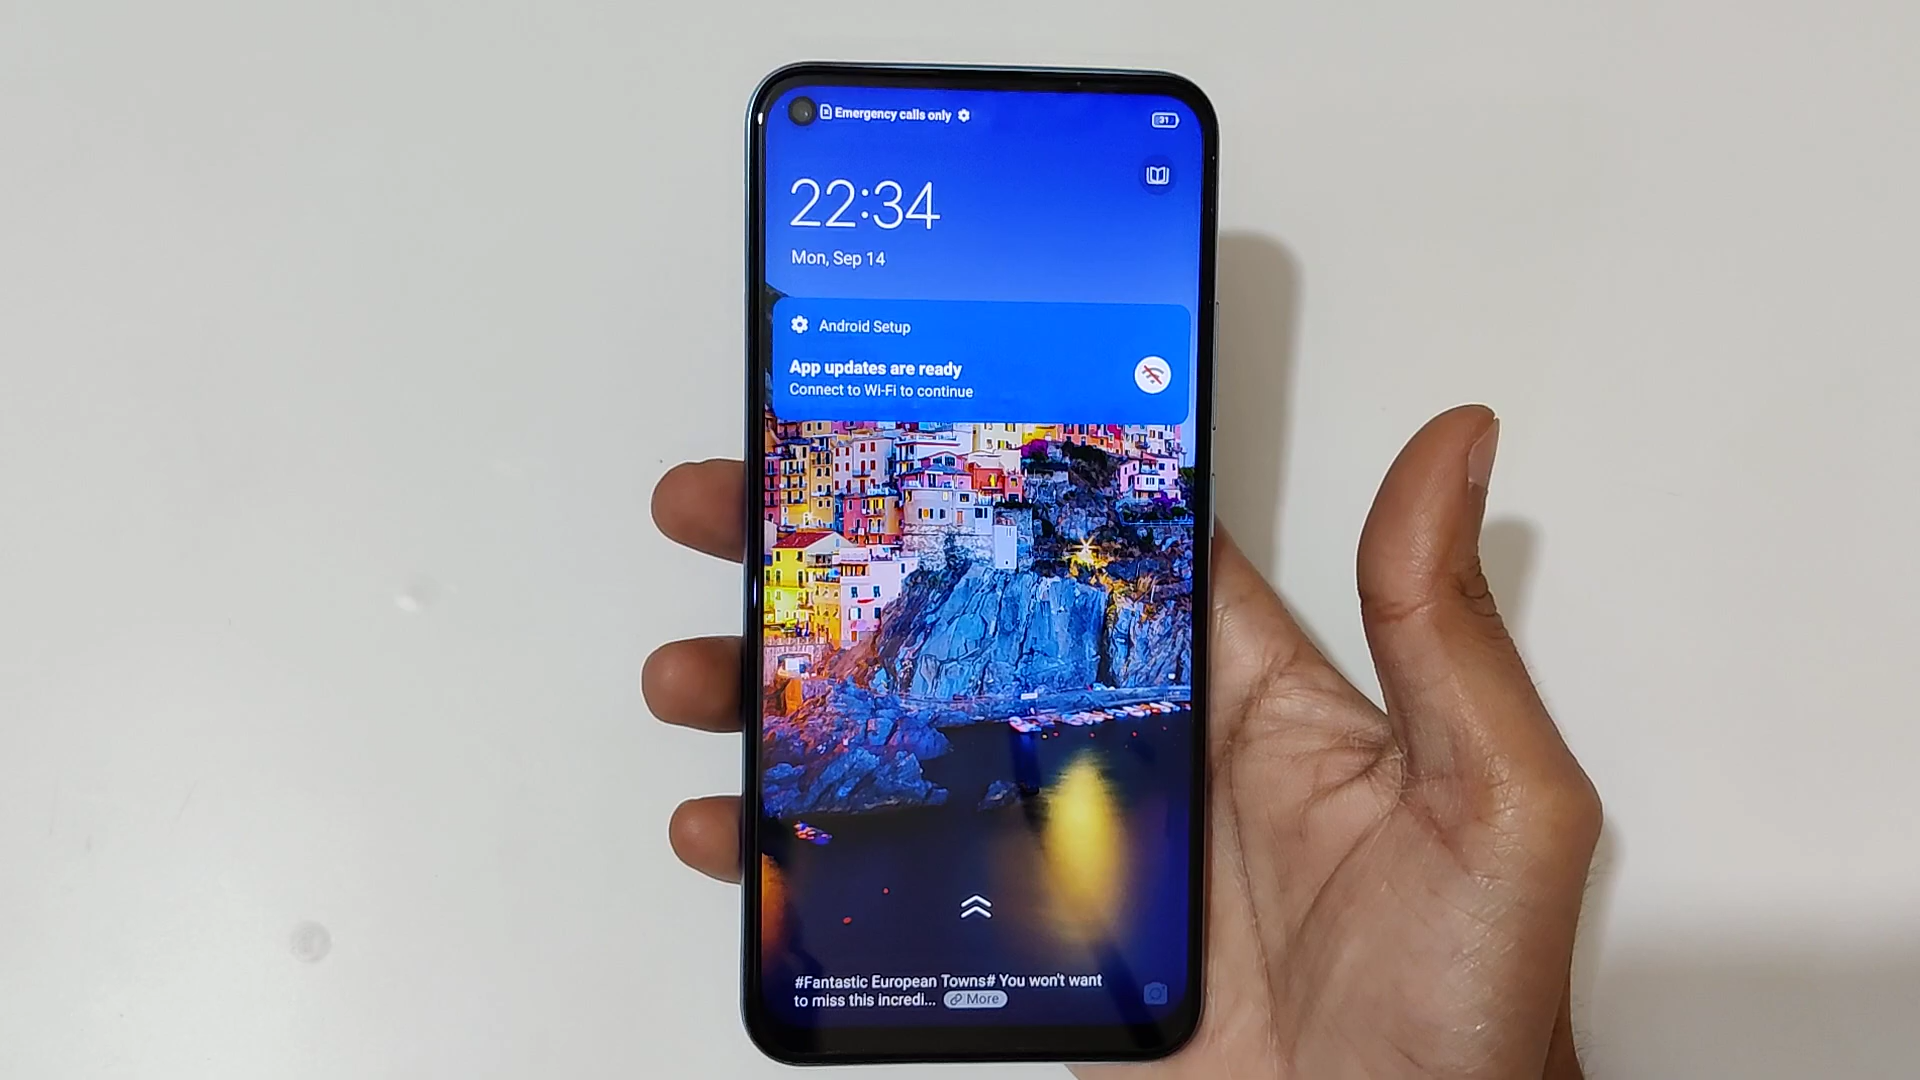 Emergency calls only
31
22:34
Mon, Sep 14
Android Setup
App updates are ready
Connect to Wi-Fi to continue
#Fantastic European Towns# You won't want
to miss this incredi... More